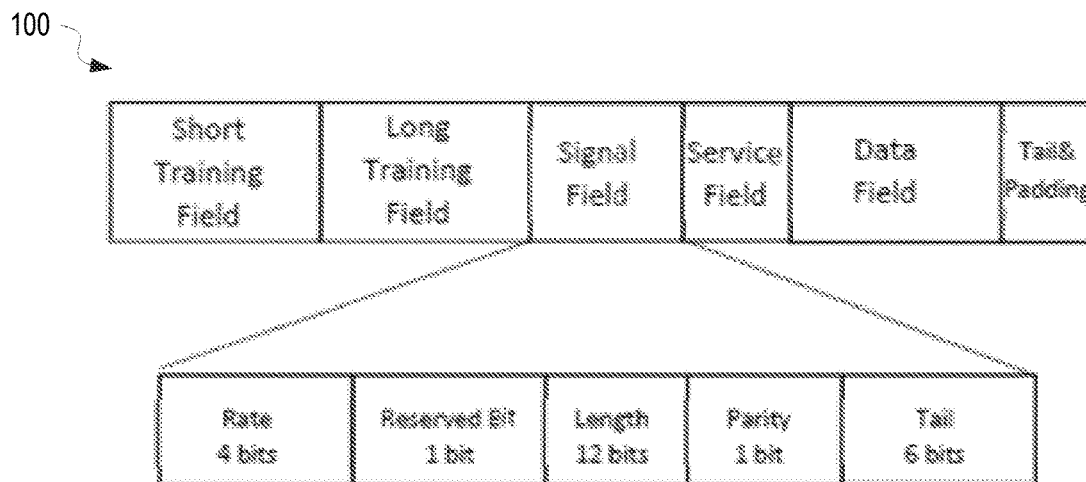 100
Short
Training
Field
Long
Training
Field
Signal
Field
Service
Field
Data
Field
Tail&
Padding
Rate
4 bits
Reserved Bit
1 bit
Length
12 bits
Parity
1 bit
Tail
6 bits